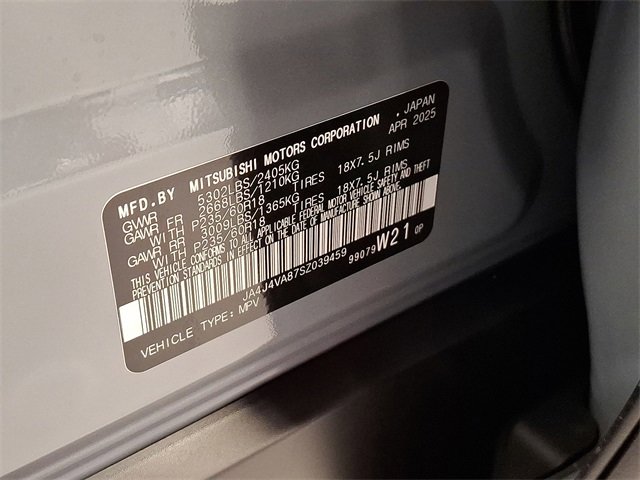 MFD.BY MITSUBISHI MOTORS CORPORATION , JAPAN
APR 2025
GVWR 5302LBS/2405KG
GAWR FR 2668LBS/1210KG
WITH P235/60R18 TIRES 18X7.5J RIMS
GAWR RR 3009LBS/1365KG
WITH P235/60R18 TIRES 18X7.5J RIMS
THIS VEHICLE CONFORMS TO ALL APPLICABLE FEDERAL MOTOR VEHICLE SAFETY AND THEFT
PREVENTION STANDARDS IN EFFECT ON THE DATE OF MANUFACTURE SHOWN ABOVE.
JA4J4VA87SZ039459 99079 W21 0P
VEHICLE TYPE: MPV